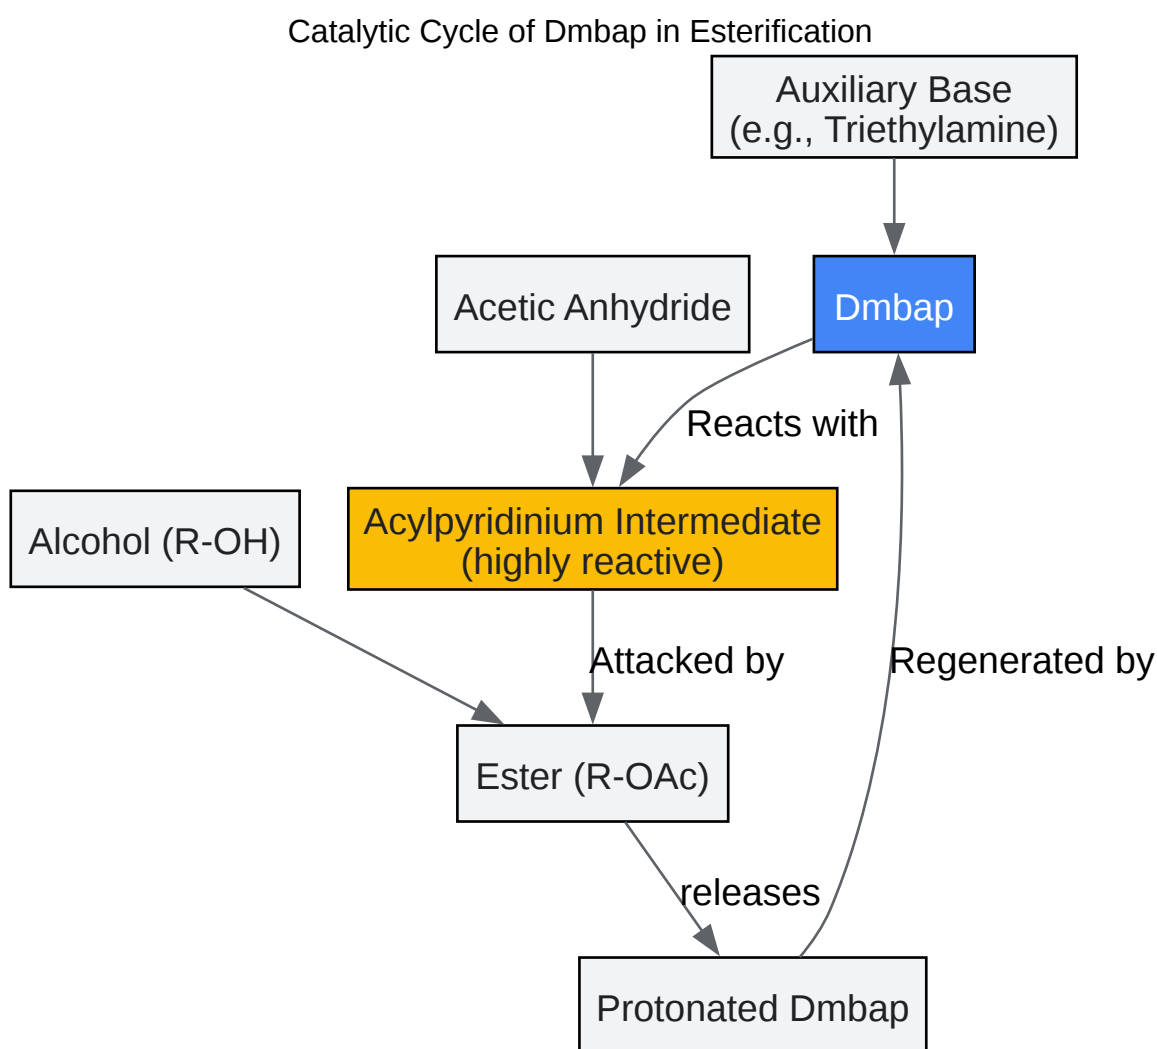 Catalytic Cycle of Dmbap in Esterification
Auxiliary Base
(e.g., Triethylamine)
Acetic Anhydride
Dmbap
Reacts with
Alcohol (R-OH)
Acylpyridinium Intermediate
(highly reactive)
Attacked by
Regenerated by
Ester (R-OAc)
releases
Protonated Dmbap